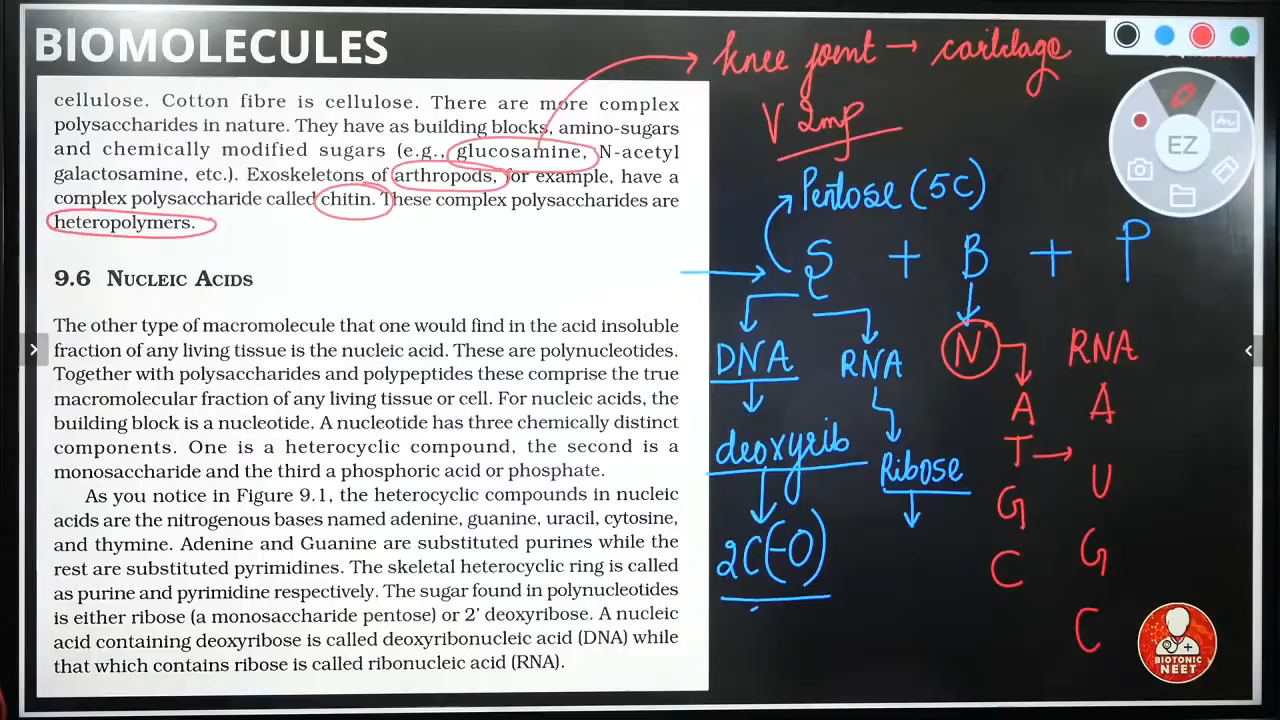 BIOMOLECULES
cellulose. Cotton fibre is cellulose. There are more complex
polysaccharides in nature. They have as building blocks, amino-sugars
and chemically modified sugars (e.g., glucosamine, N-acetyl
galactosamine, etc.). Exoskeletons of arthropods, for example, have a
complex polysaccharide called chitin. These complex polysaccharides are
heteropolymers.
9.6 NUCLEIC ACIDS
The other type of macromolecule that one would find in the acid insoluble
fraction of any living tissue is the nucleic acid. These are polynucleotides.
Together with polysaccharides and polypeptides these comprise the true
macromolecular fraction of any living tissue or cell. For nucleic acids, the
building block is a nucleotide. A nucleotide has three chemically distinct
components. One is a heterocyclic compound, the second is a
monosaccharide and the third a phosphoric acid or phosphate.
As you notice in Figure 9.1, the heterocyclic compounds in nucleic
acids are the nitrogenous bases named adenine, guanine, uracil, cytosine,
and thymine. Adenine and Guanine are substituted purines while the
rest are substituted pyrimidines. The skeletal heterocyclic ring is called
as purine and pyrimidine respectively. The sugar found in polynucleotides
is either ribose (a monosaccharide pentose) or 2' deoxyribose. A nucleic
acid containing deoxyribose is called deoxyribonucleic acid (DNA) while
that which contains ribose is called ribonucleic acid (RNA).
knee joint → cartilage
V Imp
Pentose (5C)
S + B + P
DNA RNA
deoxyrib
Ribose
2C(-O)
N
A
T →
G
C
RNA
A
U
G
C
EZ
BIOTONIC
NEET